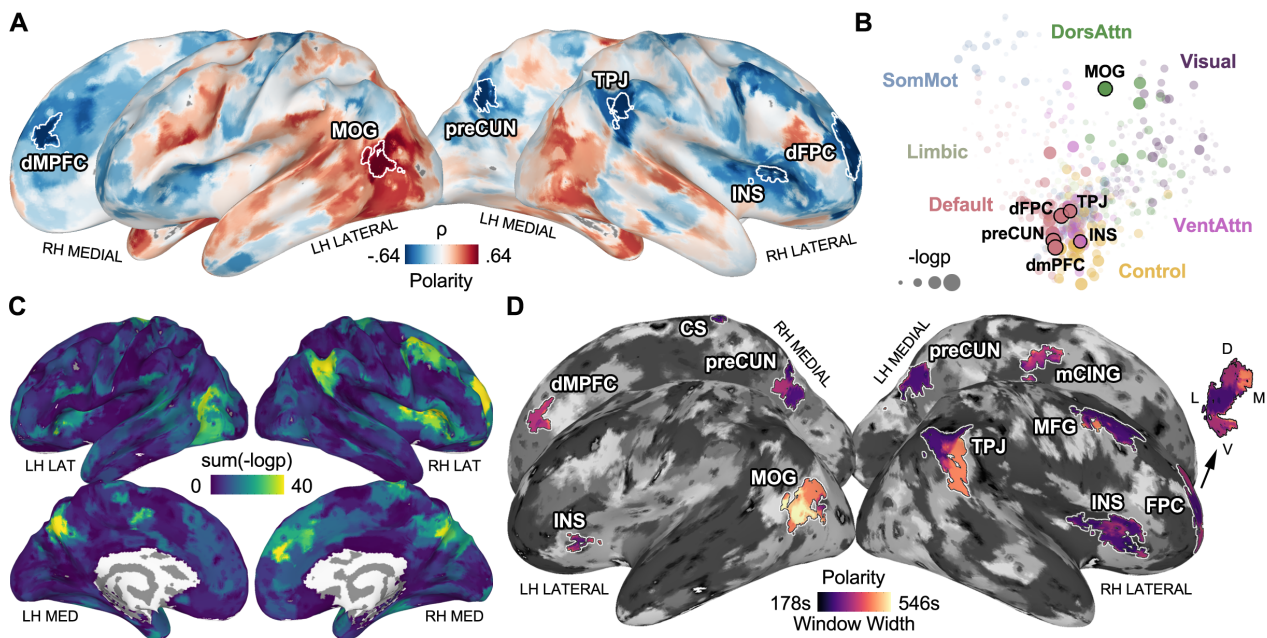 A
dMPFC
RH MEDIAL
MOG
LH LATERAL
ρ
-.64 .64
Polarity
preCUN
LH MEDIAL
TPJ
dFPC
INS
RH LATERAL
B
DorsAttn
SomMot
MOG
Visual
Limbic
Default
dFPC
TPJ
preCUN
INS
VentAttn
dmPFC
-logp
Control
C
LH LAT
sum(-logp)
0 40
RH LAT
LH MED
RH MED
D
CS
RH MEDIAL
preCUN
dMPFC
MOG
INS
LH LATERAL
LH MEDIAL
preCUN
mCING
MFG
TPJ
INS
FPC
RH LATERAL
D
L M
V
Polarity
178s 546s
Window Width